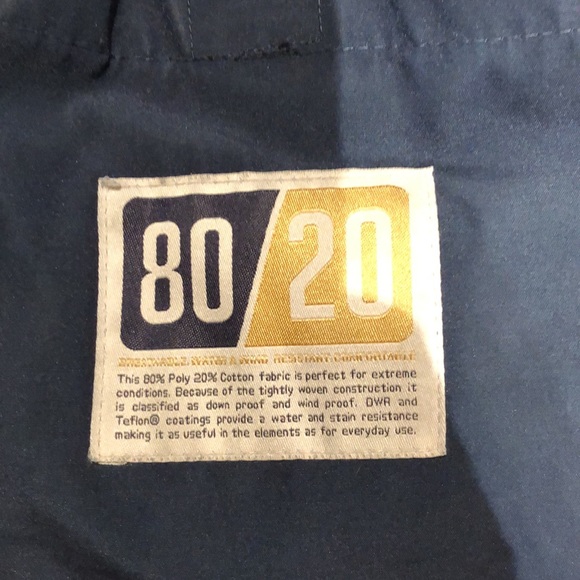 80 20
BREATHABLE WATER & WIND RESISTANT COMFORTABLE
This 80% Poly 20% Cotton fabric is perfect for extreme
conditions. Because of the tightly woven construction it
is classified as down proof and wind proof. DWR and
Teflon® coatings provide a water and stain resistance
making it as useful in the elements as for everyday use.